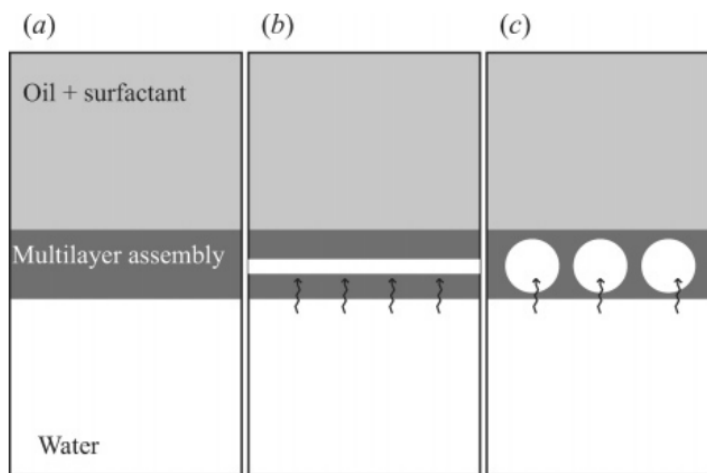 (a) (b) (c)
Oil + surfactant
Multilayer assembly
Water